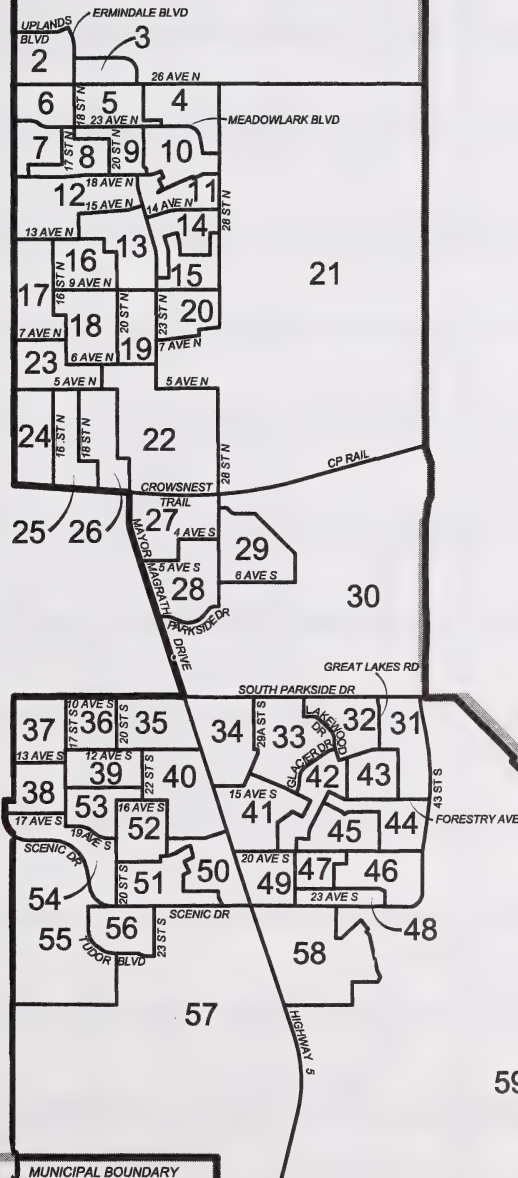 ERMINDALE BLVD
UPLANDS
BLVD
3
2
26 AVE N
6
18 ST N
5
4
23 AVE N
MEADOWLARK BLVD
7
17 ST N
8
20 ST N
9
10
18 AVE N
12
11
15 AVE N
14 AVE N
28 ST N
14
13 AVE N
13
16
21
15
16 ST N
9 AVE N
17
18
20 ST N
23 ST N
20
7 AVE N
19
7 AVE N
23
6 AVE N
5 AVE N
5 AVE N
24
16 ST N
18 ST N
22
28 ST N
CP RAIL
CROWSNEST
TRAIL
25
26
27
MAYOR MAGRATH DRIVE
4 AVE S
29
5 AVE S
6 AVE S
28
30
PARKSIDE DR
GREAT LAKES RD
SOUTH PARKSIDE DR
10 AVE S
37
17 ST S
36
20 ST S
35
34
29A ST S
33
LAKEWOOD
DR
32
31
13 AVE S
12 AVE S
GLACIER DR
39
22 ST S
40
42
43
43 ST S
38
15 AVE S
16 AVE S
41
53
52
44
FORESTRY AVE
17 AVE S
45
19 AVE S
SCENIC DR
20 AVE S
50
49
47
46
51
20 ST S
54
23 AVE S
SCENIC DR
48
55
56
23 ST S
TUDOR BLVD
58
57
HIGHWAY 5
59
MUNICIPAL BOUNDARY